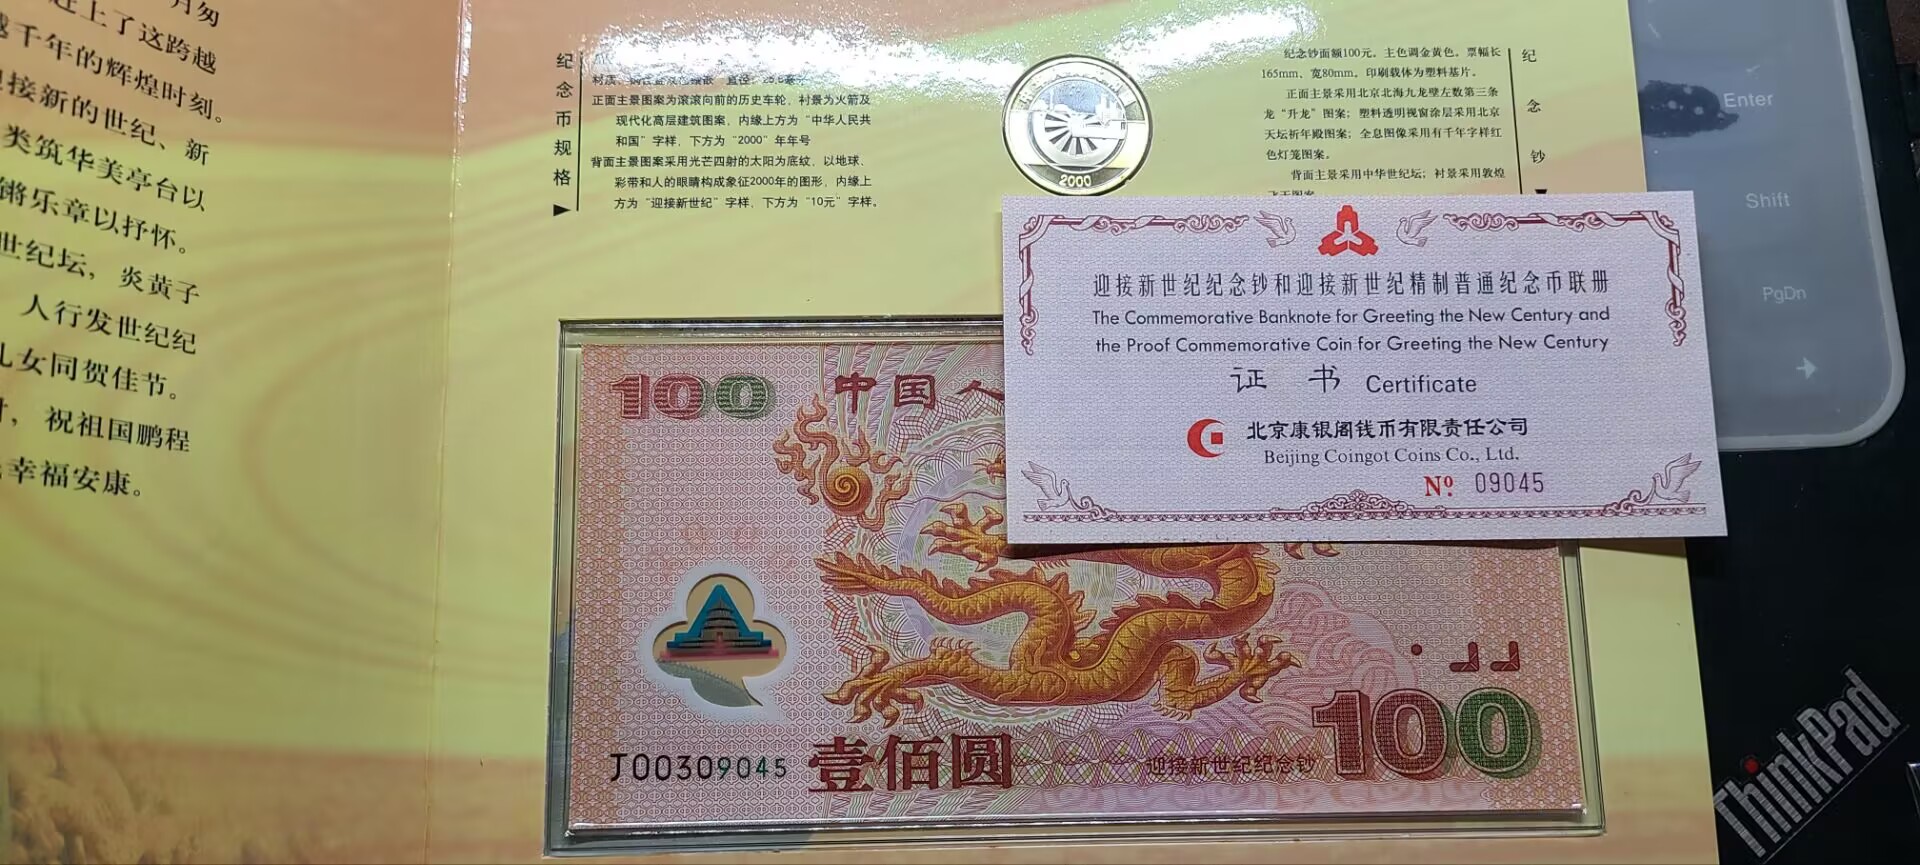 月匆
赶上了这跨越
越千年的辉煌时刻。
迎接新的世纪、新
类筑华美亭台以
锵乐章以抒怀。
世纪坛，炎黄子
人行发世纪纪
儿女同贺佳节。
祝祖国鹏程
幸福安康。
纪念币规格
正面主景图案为滚滚向前的历史车轮，衬景为火箭及
现代化高层建筑图案，内缘上方为“中华人民共
和国”字样，下方为“2000”年年号
背面主景图案采用光芒四射的太阳为底纹，以地球、
彩带和人的眼睛构成象征2000年的图形，内缘上
方为“迎接新世纪”字样，下方为“10元”字样。
2000
纪念钞面额100元。主色调金黄色。票幅长
165mm、宽80mm。印刷载体为塑料基片。
正面主景采用北京北海九龙壁左数第三条
龙“升龙”图案；塑料透明视窗涂层采用北京
天坛祈年殿图案；全息图像采用有千年字样红
色灯笼图案。
背面主景采用中华世纪坛；衬景采用敦煌
纪念钞
迎接新世纪纪念钞和迎接新世纪精制普通纪念币联册
The Commemorative Banknote for Greeting the New Century and
the Proof Commemorative Coin for Greeting the New Century
证 书 Certificate
北京康银阁钱币有限责任公司
Beijing Coingot Coins Co., Ltd.
Nº. 09045
100 中国人
J00309045
壹佰圆
迎接新世纪纪念钞
100
Enter
Shift
PgDn
ThinkPad